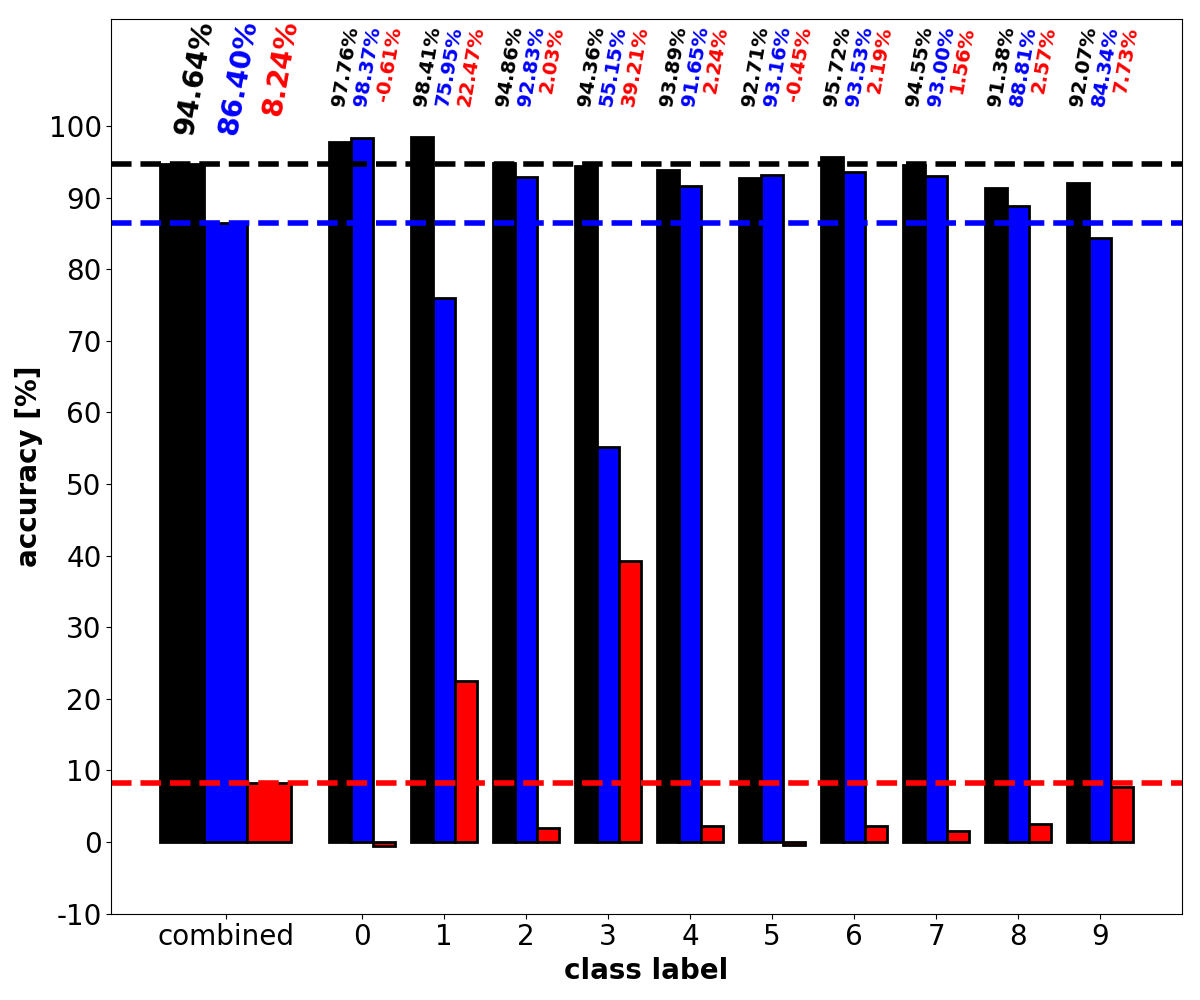 94.64% 86.40% 8.24%
97.76% 98.37% -0.61%
98.41% 75.95% 22.47%
94.86% 92.83% 2.03%
94.36% 55.15% 39.21%
93.89% 91.65% 2.24%
92.71% 93.16% -0.45%
95.72% 93.53% 2.19%
94.55% 93.00% 1.56%
91.38% 88.81% 2.57%
92.07% 84.34% 7.73%
100
90
80
70
60
50
40
30
20
10
0
-10
accuracy [%]
combined 0 1 2 3 4 5 6 7 8 9
class label